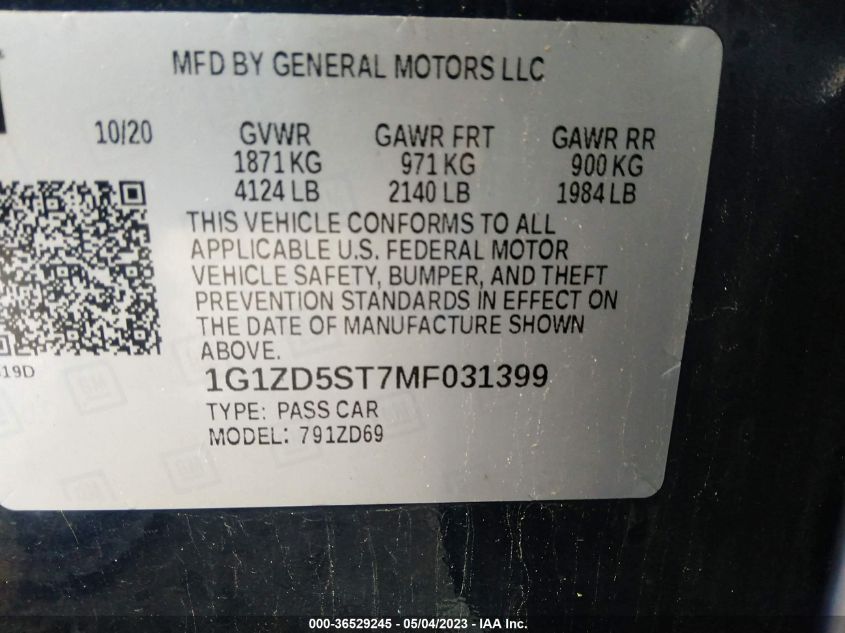 MFD BY GENERAL MOTORS LLC
10/20 GVWR GAWR FRT GAWR RR
1871 KG 971 KG 900 KG
4124 LB 2140 LB 1984 LB
THIS VEHICLE CONFORMS TO ALL
APPLICABLE U.S. FEDERAL MOTOR
VEHICLE SAFETY, BUMPER, AND THEFT
PREVENTION STANDARDS IN EFFECT ON
THE DATE OF MANUFACTURE SHOWN
ABOVE.
19D
1G1ZD5ST7MF031399
TYPE: PASS CAR
MODEL: 791ZD69
GM
000-36529245 - 05/04/2023 - IAA Inc.